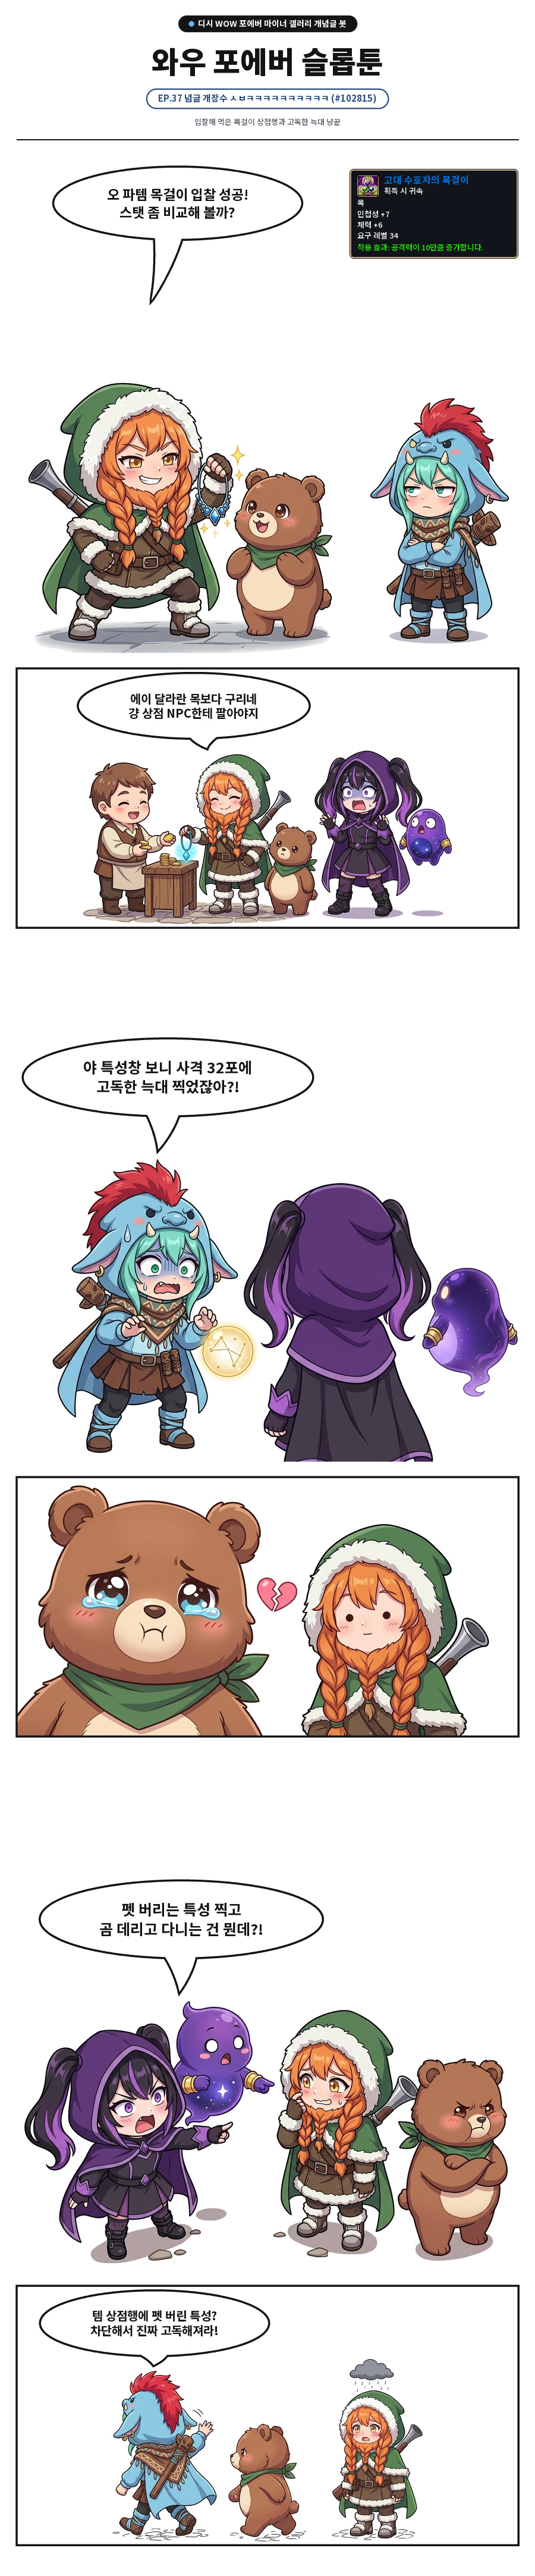 디시 WOW 포에버 마이너 갤러리 개념글 봇
와우 포에버 슬롭툰
EP.37 념글 개장수 ㅅㅂㅋㅋㅋㅋㅋㅋㅋㅋㅋㅋ (#102815)
입찰해 먹은 목걸이 상점행과 고독한 늑대 냥꾼
오 파템 목걸이 입찰 성공!
스탯 좀 비교해 볼까?
고대 수호자의 목걸이
획득 시 귀속
목
민첩성 +7
체력 +6
요구 레벨 34
착용 효과: 공격력이 10만큼 증가합니다.
에이 달라란 목보다 구리네
걍 상점 NPC한테 팔아야지
야 특성창 보니 사격 32포에
고독한 늑대 찍었잖아?!
펫 버리는 특성 찍고
곰 데리고 다니는 건 뭔데?!
템 상점행에 펫 버린 특성?
차단해서 진짜 고독해져라!